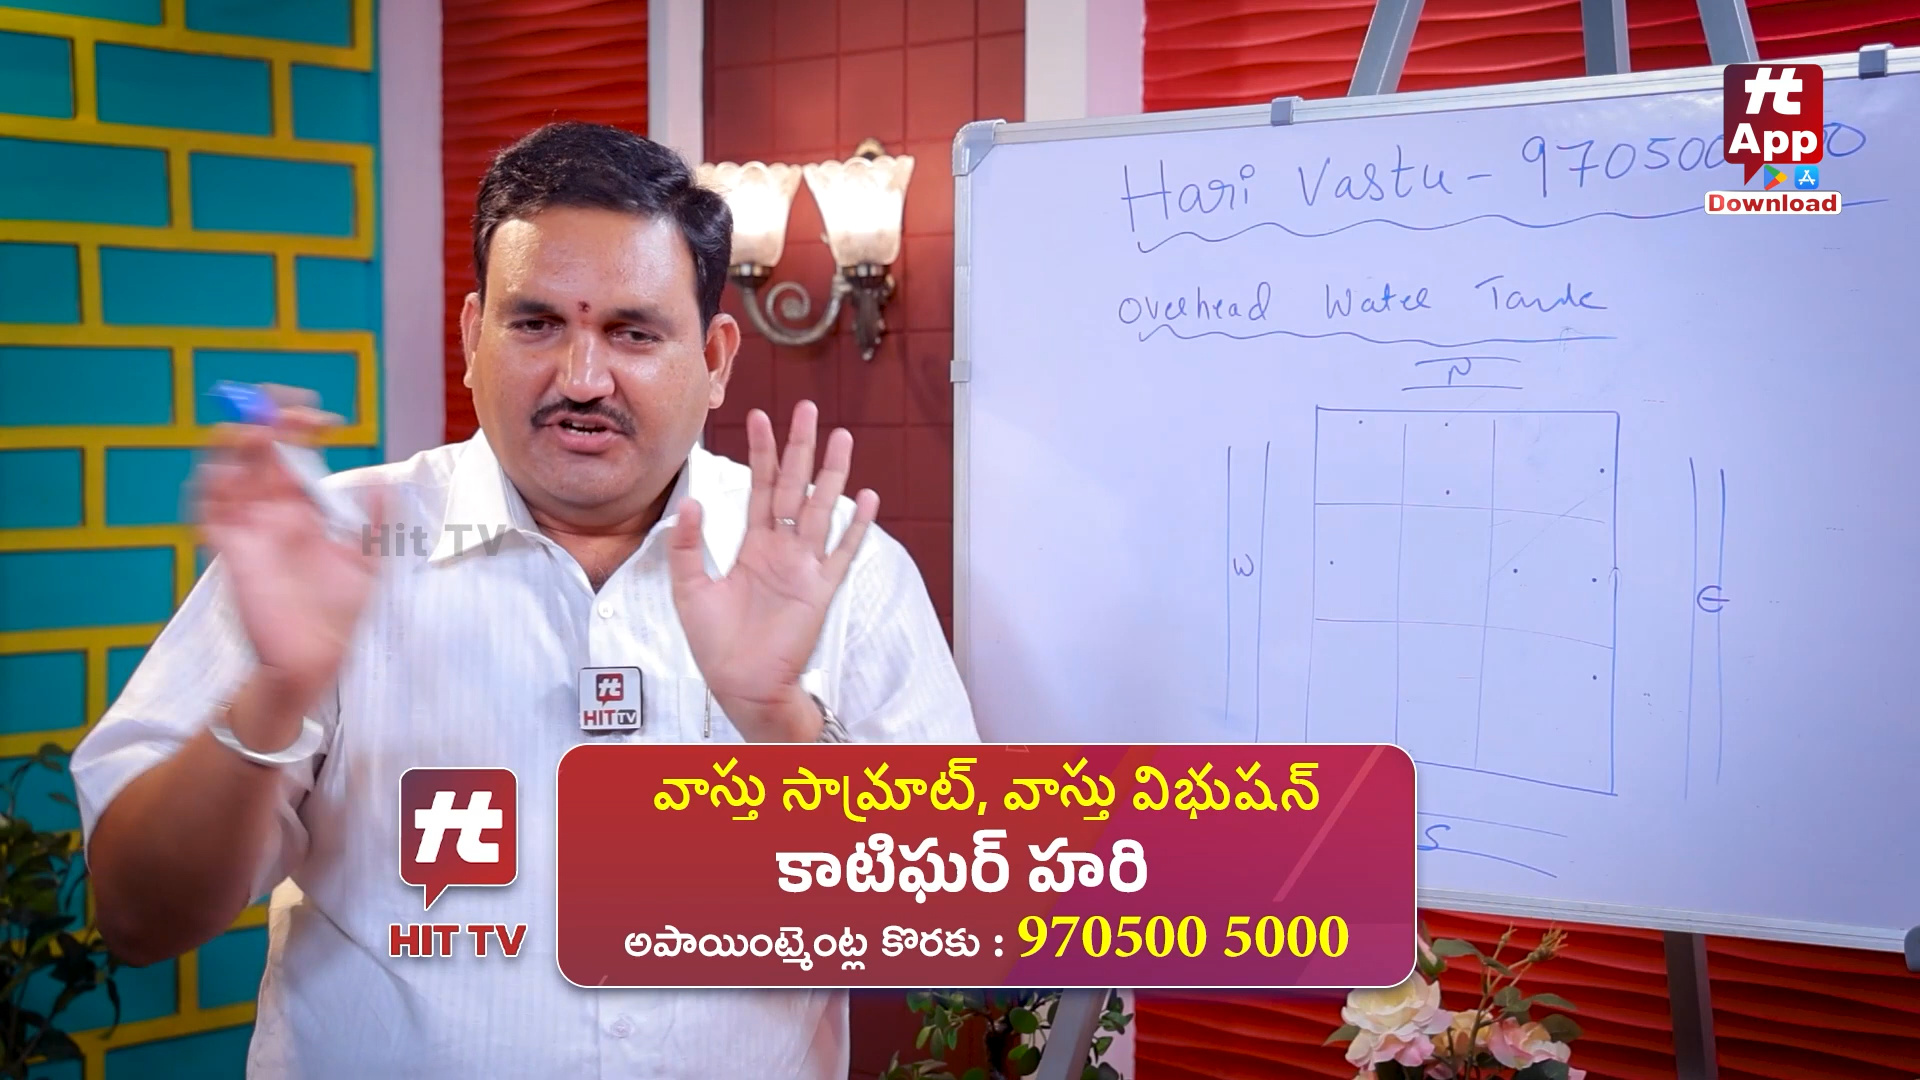 Hari Vastu - 970500
App
Download
Overhead Water Tank
N
W
E
S
Hit TV
HIT TV
వాస్తు సామ్రాట్, వాస్తు విభుషన్
కాటిఘర్ హరి
అపాయింట్మెంట్ల కొరకు : 970500 5000
HIT TV